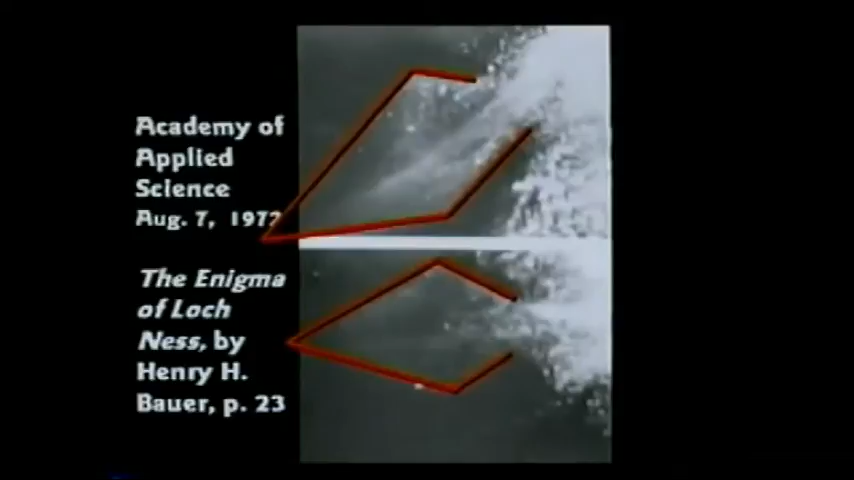 Academy of
Applied
Science
Aug. 7, 1972
The Enigma
of Loch
Ness, by
Henry H.
Bauer, p. 23